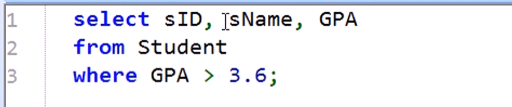 1 select sID, sName, GPA
2 from Student
3 where GPA > 3.6;